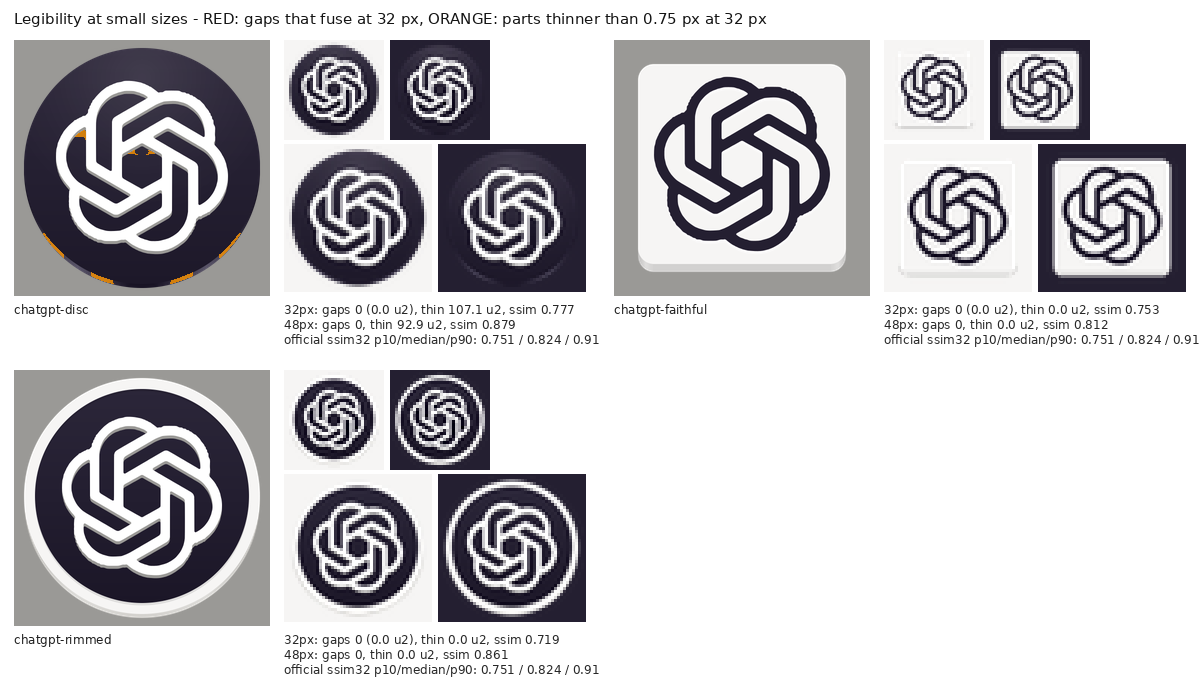 Legibility at small sizes - RED: gaps that fuse at 32 px, ORANGE: parts thinner than 0.75 px at 32 px
chatgpt-disc
32px: gaps 0 (0.0 u2), thin 107.1 u2, ssim 0.777
48px: gaps 0, thin 92.9 u2, ssim 0.879
official ssim32 p10/median/p90: 0.751 / 0.824 / 0.91
chatgpt-faithful
32px: gaps 0 (0.0 u2), thin 0.0 u2, ssim 0.753
48px: gaps 0, thin 0.0 u2, ssim 0.812
official ssim32 p10/median/p90: 0.751 / 0.824 / 0.91
chatgpt-rimmed
32px: gaps 0 (0.0 u2), thin 0.0 u2, ssim 0.719
48px: gaps 0, thin 0.0 u2, ssim 0.861
official ssim32 p10/median/p90: 0.751 / 0.824 / 0.91